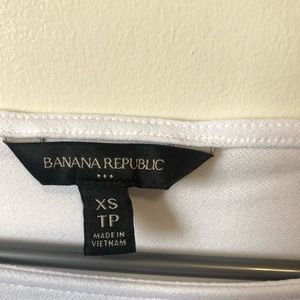 BANANA REPUBLIC
XS
TP
MADE IN
VIETNAM